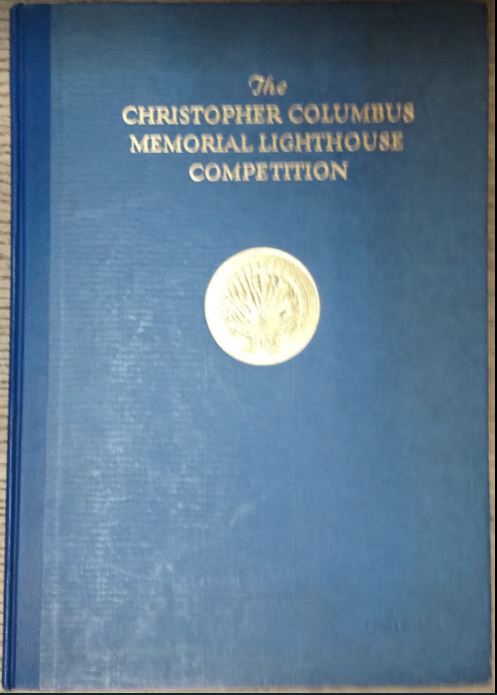 The
CHRISTOPHER COLUMBUS
MEMORIAL LIGHTHOUSE
COMPETITION